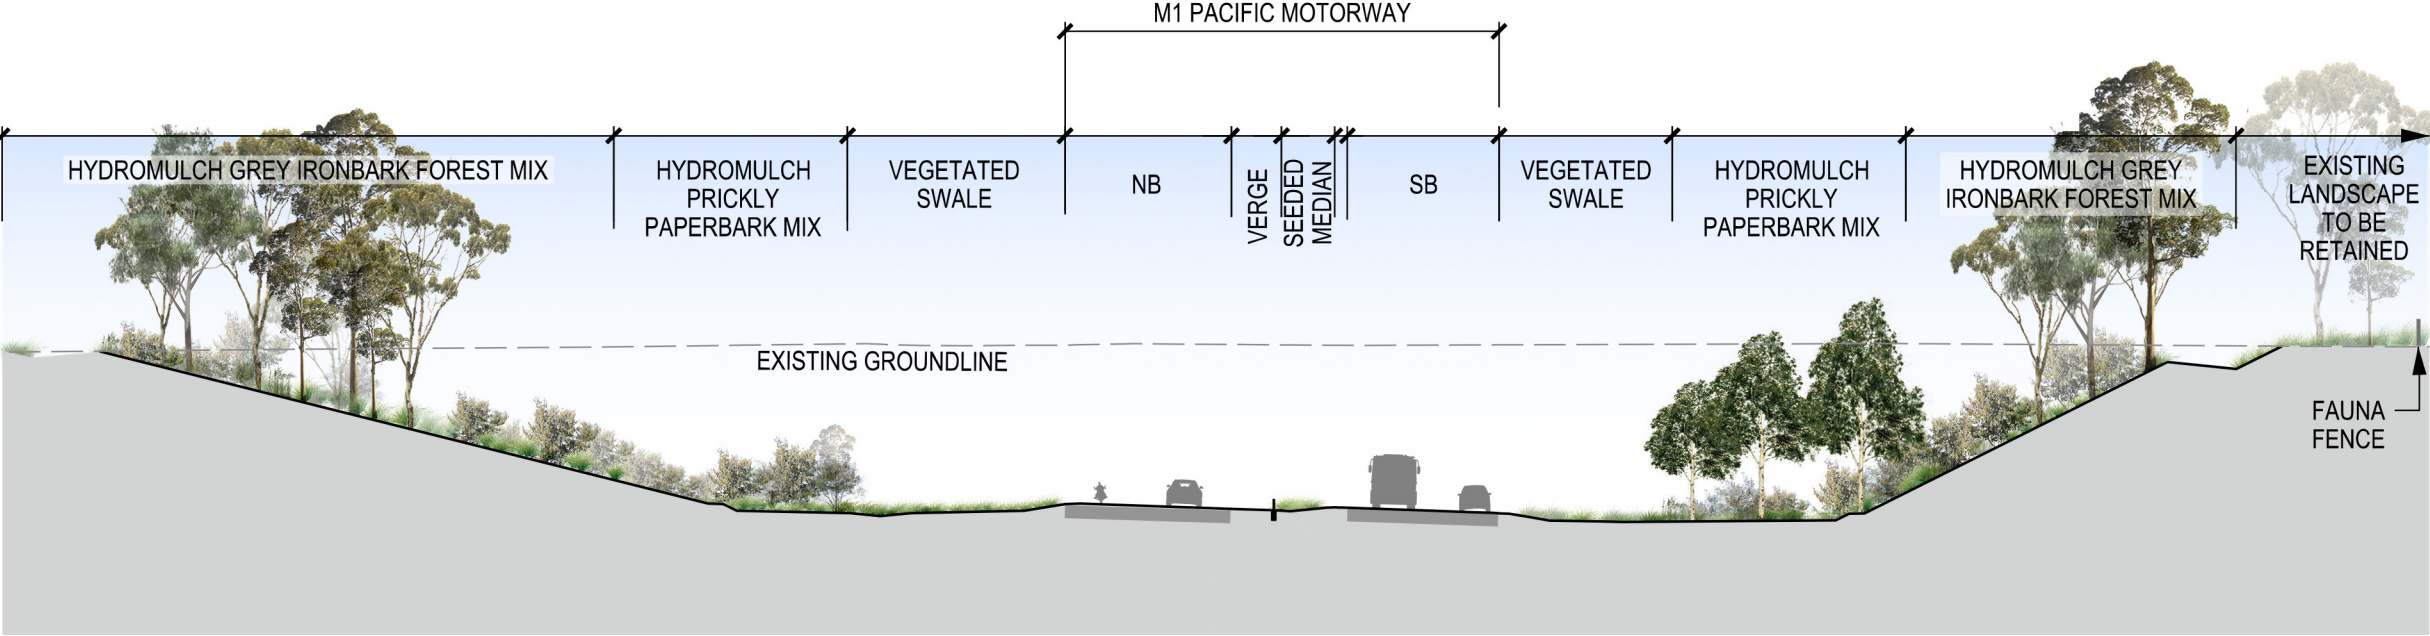 M1 PACIFIC MOTORWAY
HYDROMULCH GREY IRONBARK FOREST MIX
HYDROMULCH
PRICKLY
PAPERBARK MIX
VEGETATED
SWALE
NB
VERGE
SEEDED
MEDIAN
SB
VEGETATED
SWALE
HYDROMULCH
PRICKLY
PAPERBARK MIX
HYDROMULCH GREY
IRONBARK FOREST MIX
EXISTING
LANDSCAPE
TO BE
RETAINED
EXISTING GROUNDLINE
FAUNA
FENCE